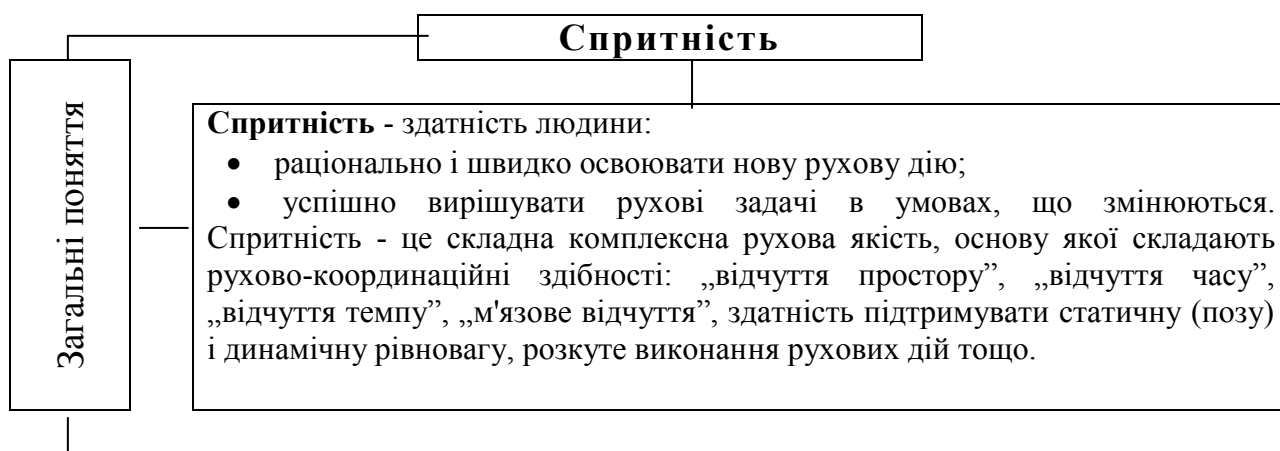 Спритність
Загальні поняття
Спритність - здатність людини:
• раціонально і швидко освоювати нову рухову дію;
• успішно вирішувати рухові задачі в умовах, що змінюються.
Спритність - це складна комплексна рухова якість, основу якої складають
рухово-координаційні здібності: „відчуття простору”, „відчуття часу”,
„відчуття темпу”, „м'язове відчуття”, здатність підтримувати статичну (позу)
і динамічну рівновагу, розкуте виконання рухових дій тощо.